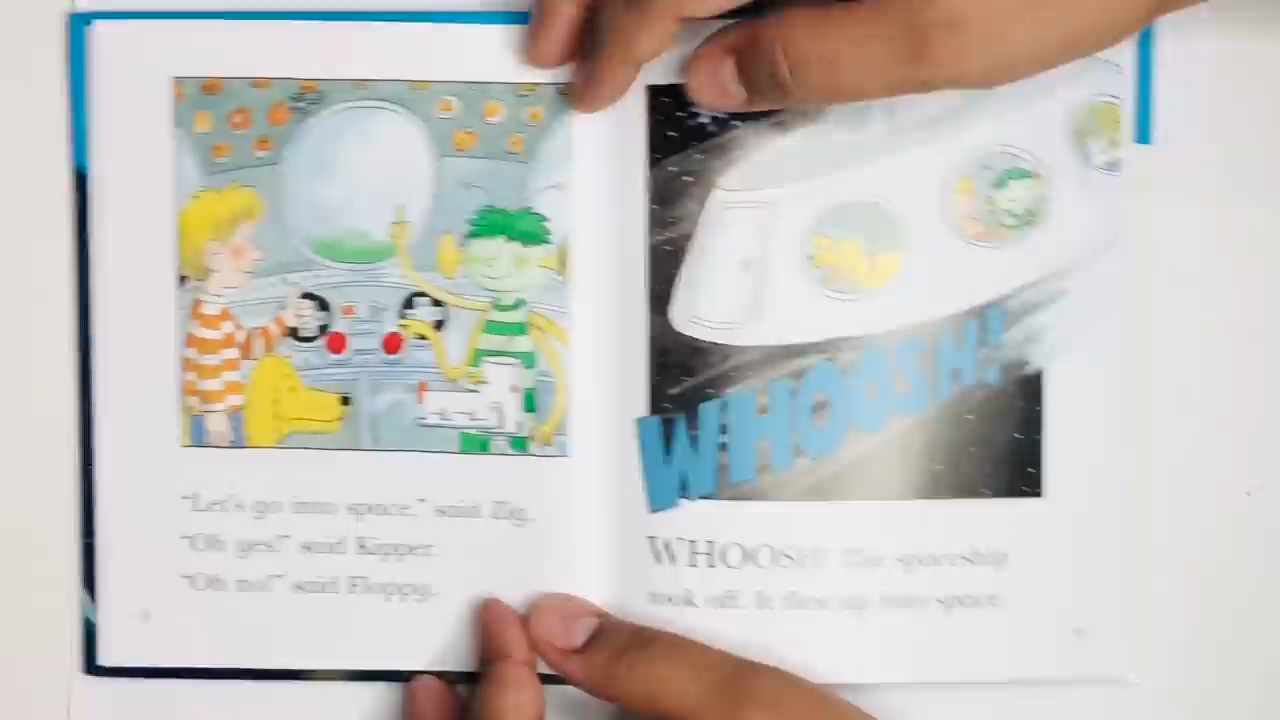 "Let's go into space," said Zig.
"Oh yes!" said Kipper.
"Oh no!" said Floppy.
WHOOSH!
WHOOSH! The spaceship
took off. It flew up into space.